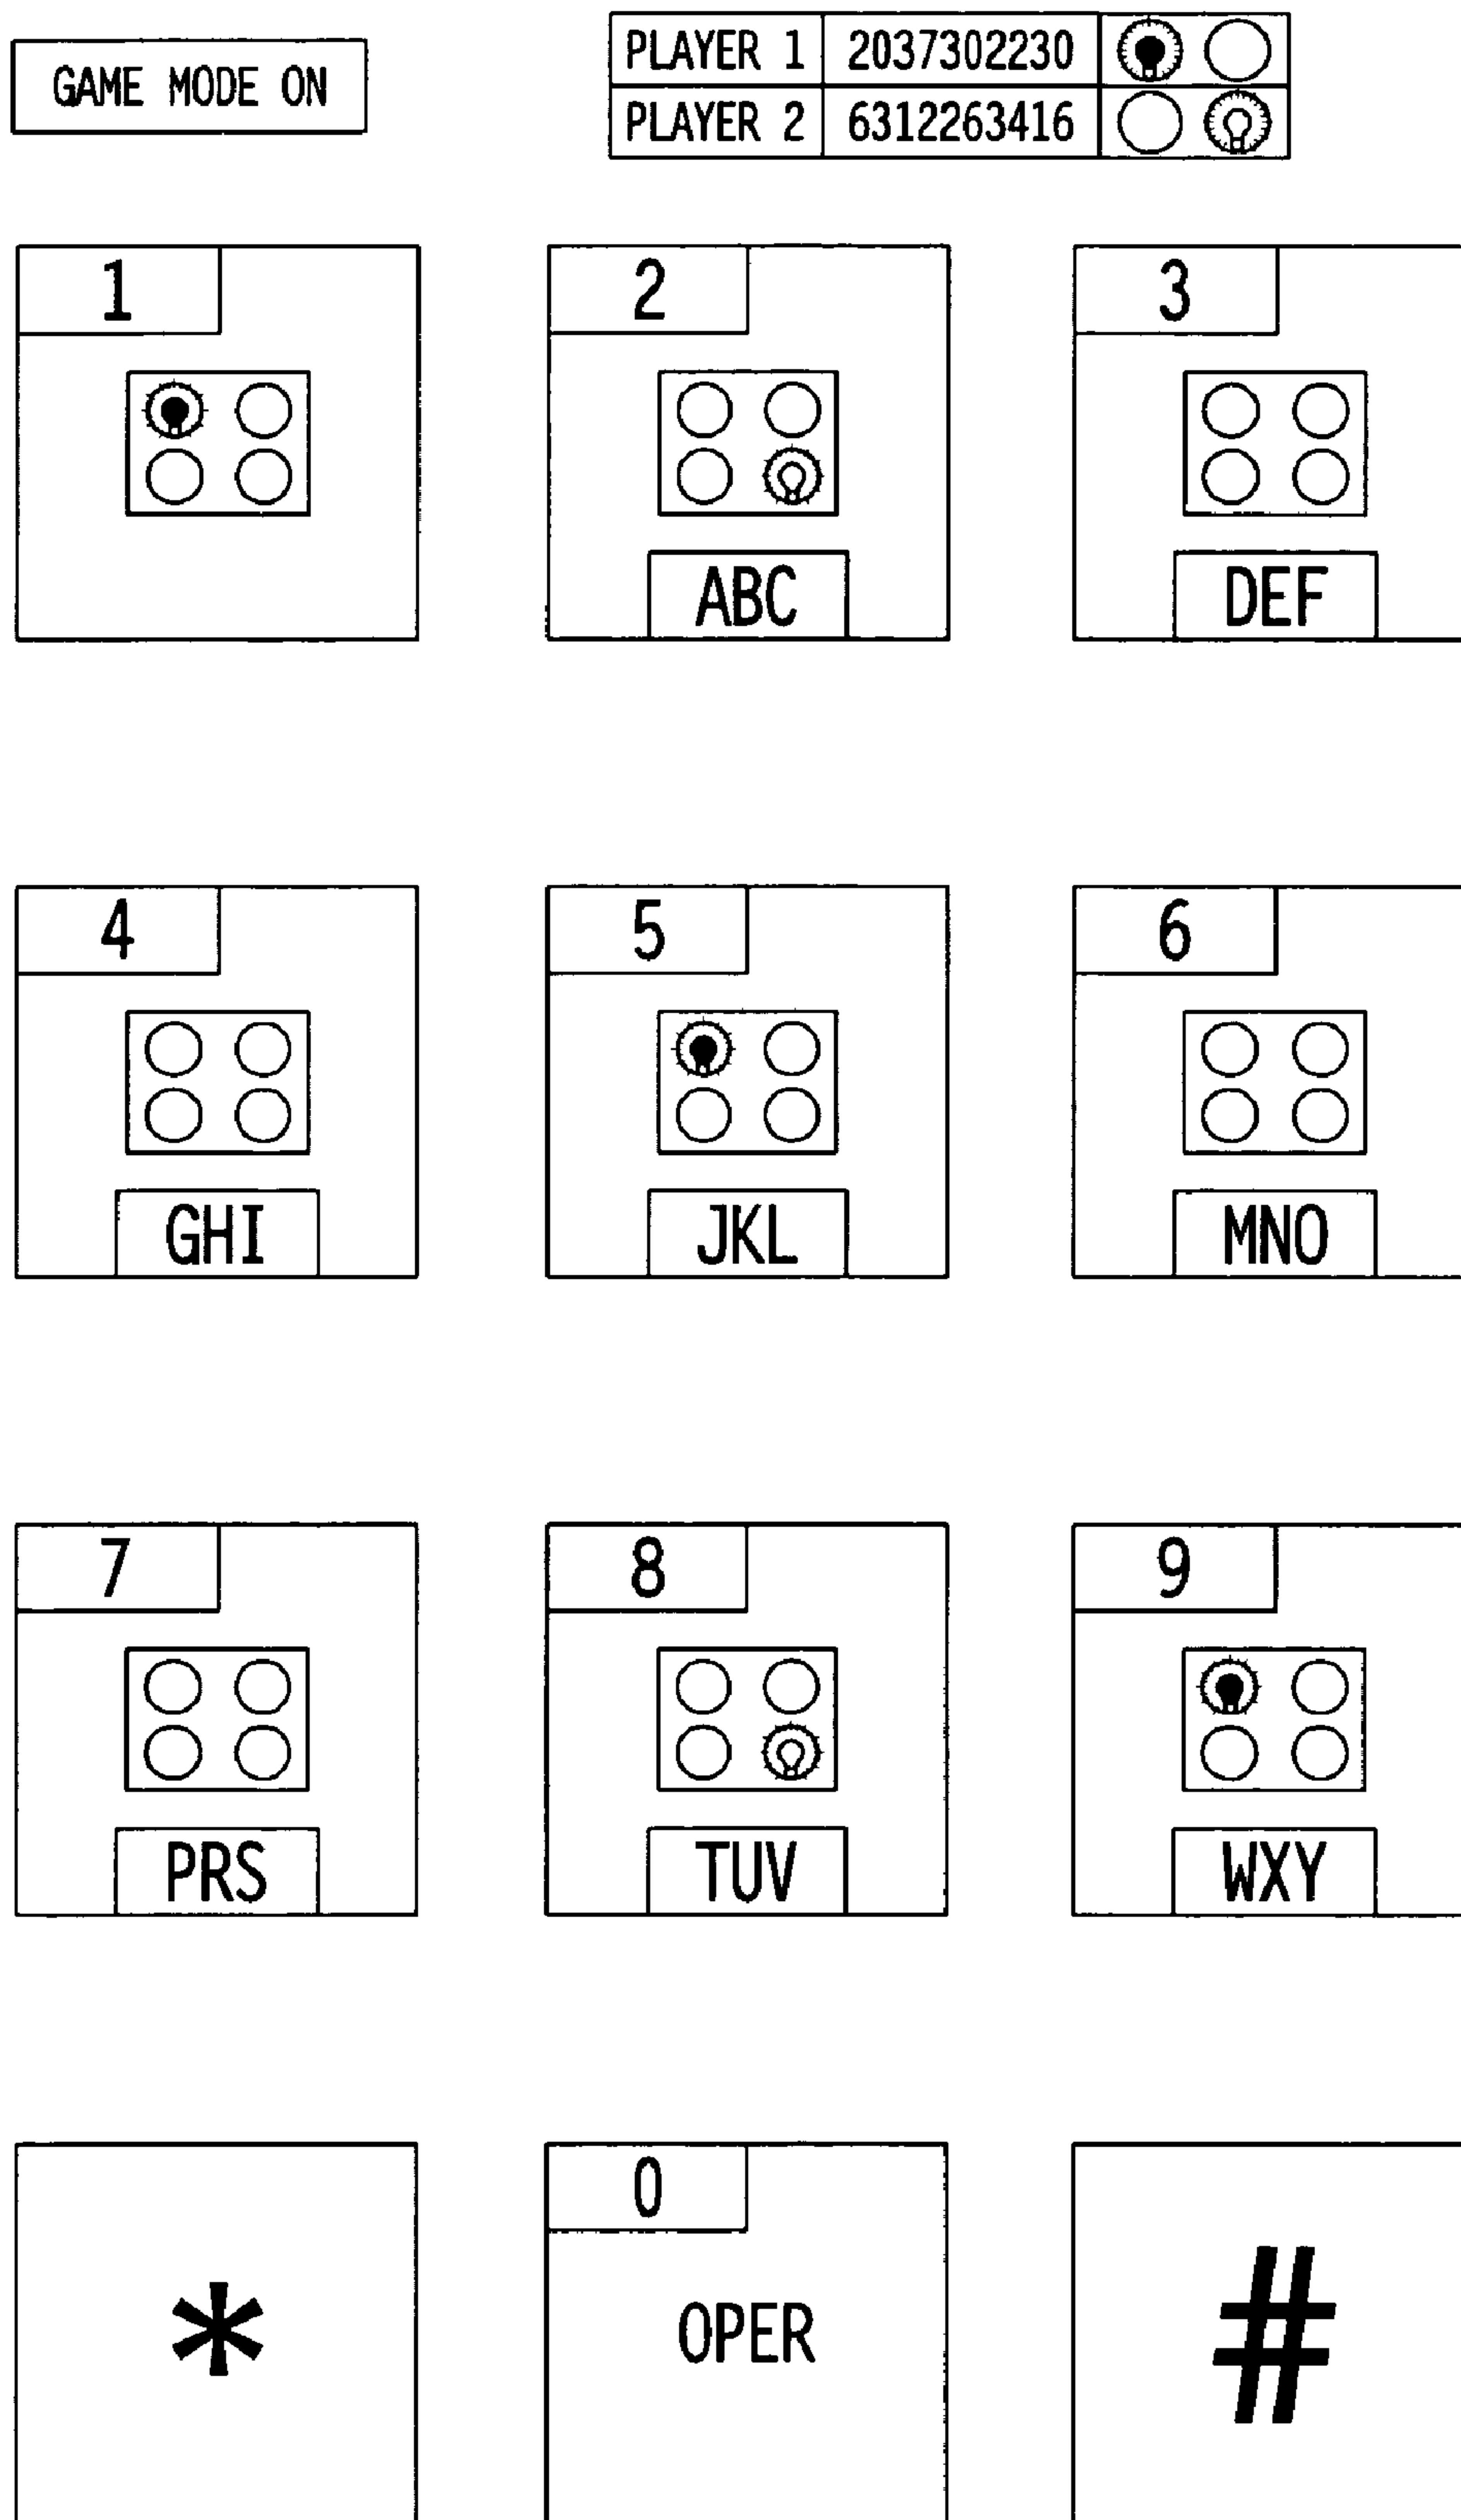 GAME MODE ON
PLAYER 1 2037302230
PLAYER 2 6312263416
1 2 3
ABC DEF
4 5 6
GHI JKL MNO
7 8 9
PRS TUV WXY
0
* OPER #